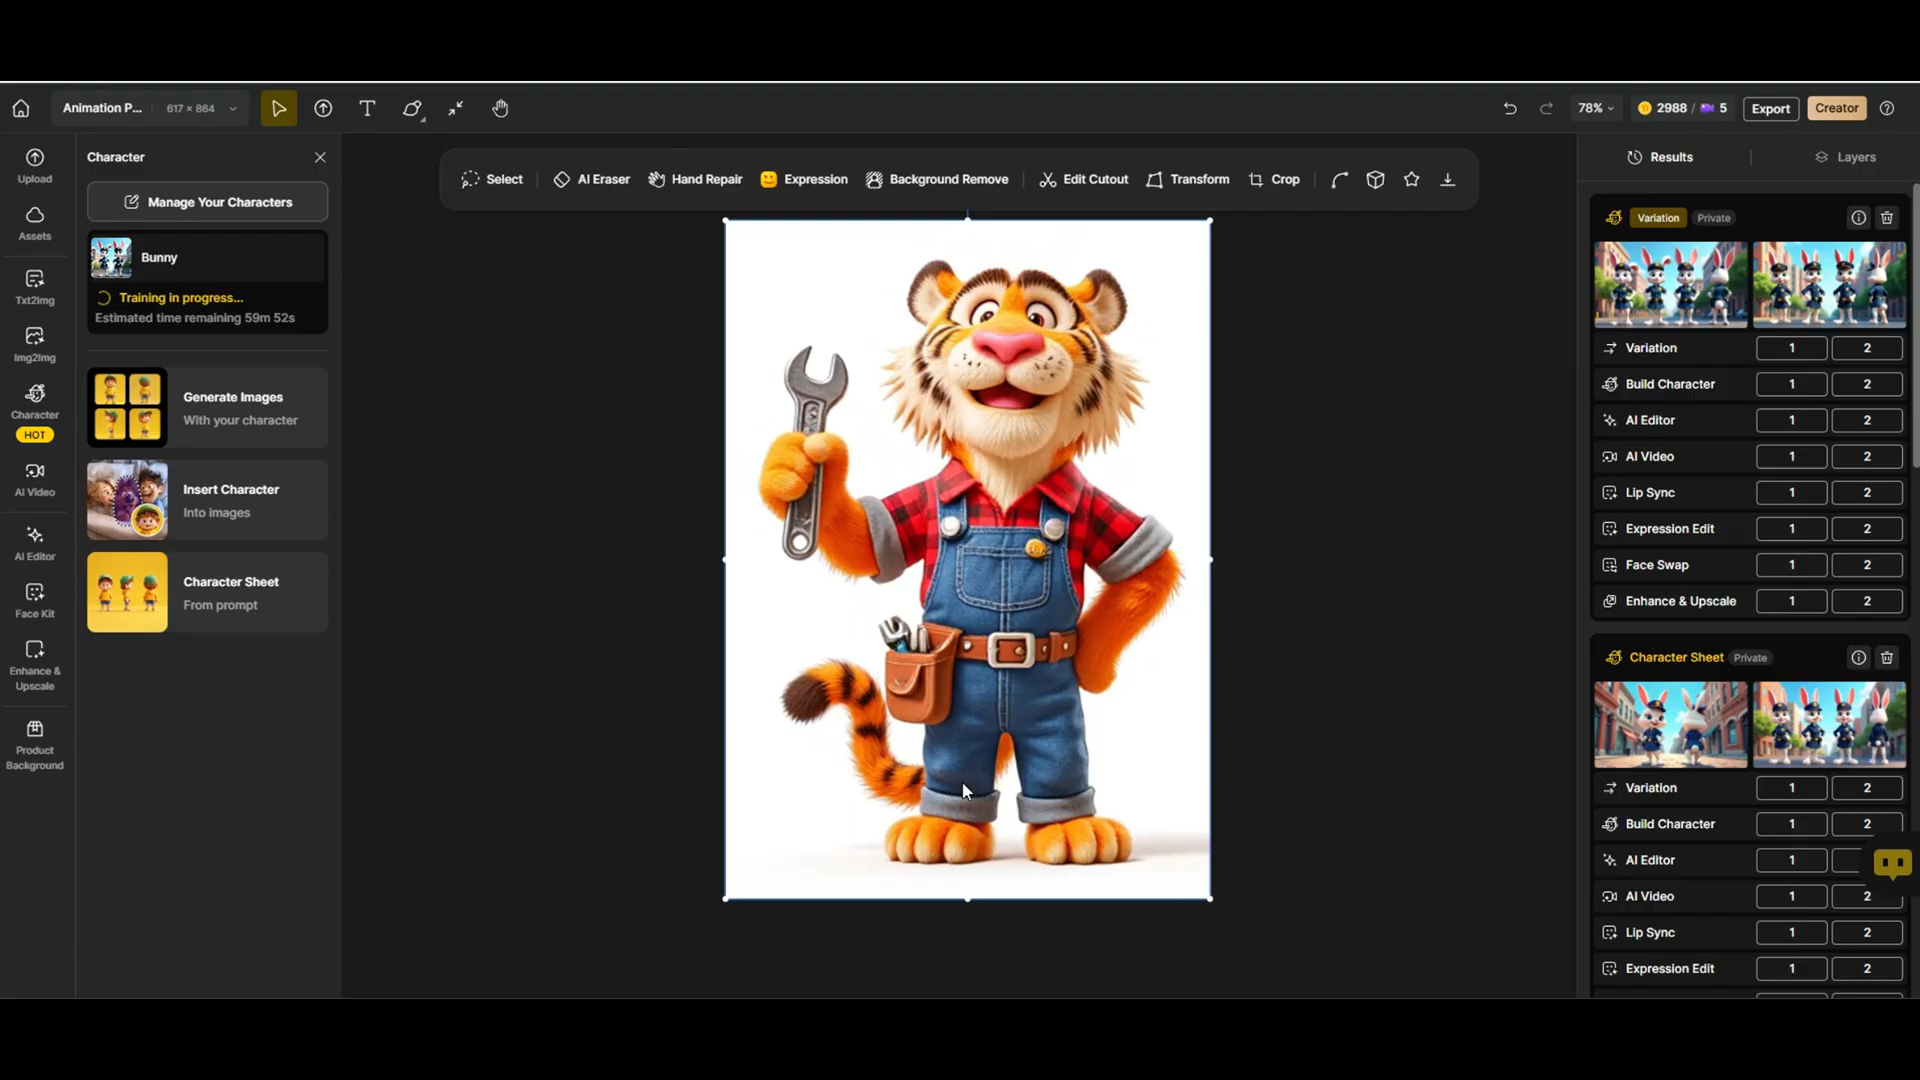 Animation P... 617 × 864
78%
2988 / 5
Export
Creator
Upload
Assets
Txt2Img
Img2Img
Character
HOT
AI Video
AI Editor
Face Kit
Enhance &
Upscale
Product
Background
Character
Manage Your Characters
Bunny
Training in progress...
Estimated time remaining 59m 52s
Generate Images
With your character
Insert Character
Into images
Character Sheet
From prompt
Select
AI Eraser
Hand Repair
Expression
Background Remove
Edit Cutout
Transform
Crop
Results
Layers
Variation Private
Variation 1 2
Build Character 1 2
AI Editor 1 2
AI Video 1 2
Lip Sync 1 2
Expression Edit 1 2
Face Swap 1 2
Enhance & Upscale 1 2
Character Sheet Private
Variation 1 2
Build Character 1 2
AI Editor 1
AI Video 1 2
Lip Sync 1 2
Expression Edit 1 2